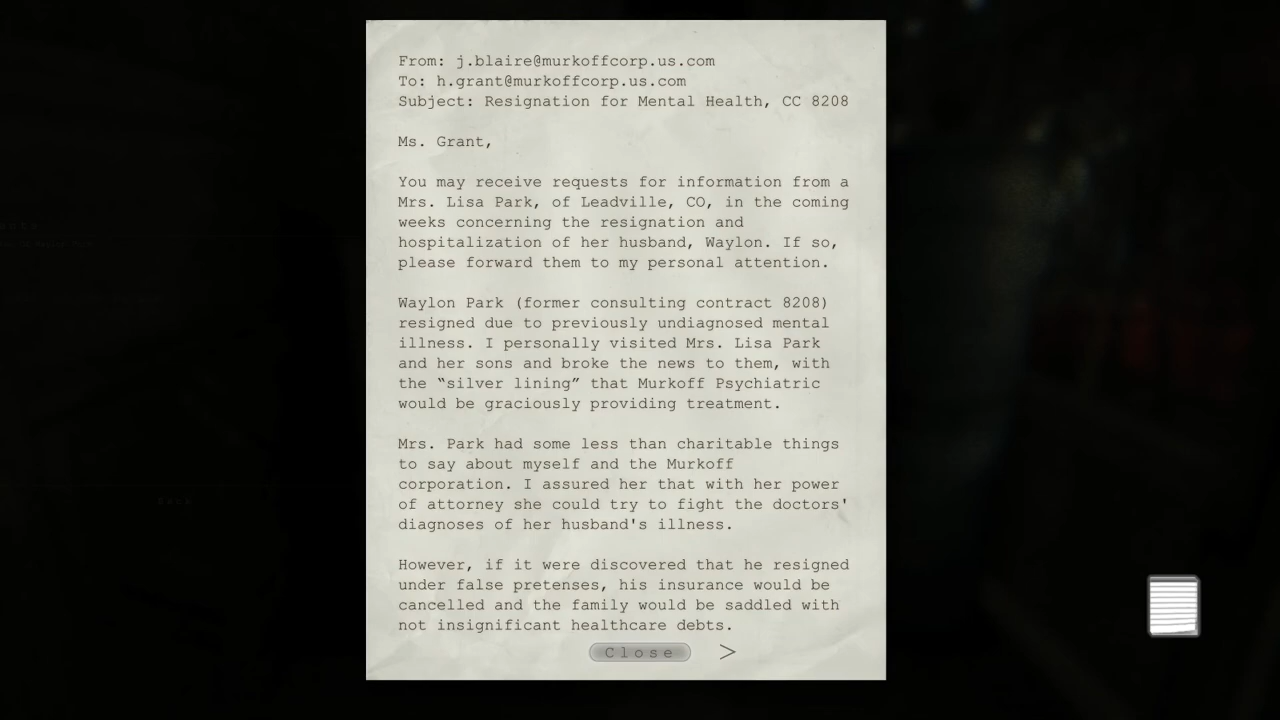 From: j.blaire@murkoffcorp.us.com
To: h.grant@murkoffcorp.us.com
Subject: Resignation for Mental Health, CC 8208
Ms. Grant,
You may receive requests for information from a
Mrs. Lisa Park, of Leadville, CO, in the coming
weeks concerning the resignation and
hospitalization of her husband, Waylon. If so,
please forward them to my personal attention.
Waylon Park (former consulting contract 8208)
resigned due to previously undiagnosed mental
illness. I personally visited Mrs. Lisa Park
and her sons and broke the news to them, with
the “silver lining” that Murkoff Psychiatric
would be graciously providing treatment.
Mrs. Park had some less than charitable things
to say about myself and the Murkoff
corporation. I assured her that with her power
of attorney she could try to fight the doctors'
diagnoses of her husband's illness.
However, if it were discovered that he resigned
under false pretenses, his insurance would be
cancelled and the family would be saddled with
not insignificant healthcare debts.
Close >